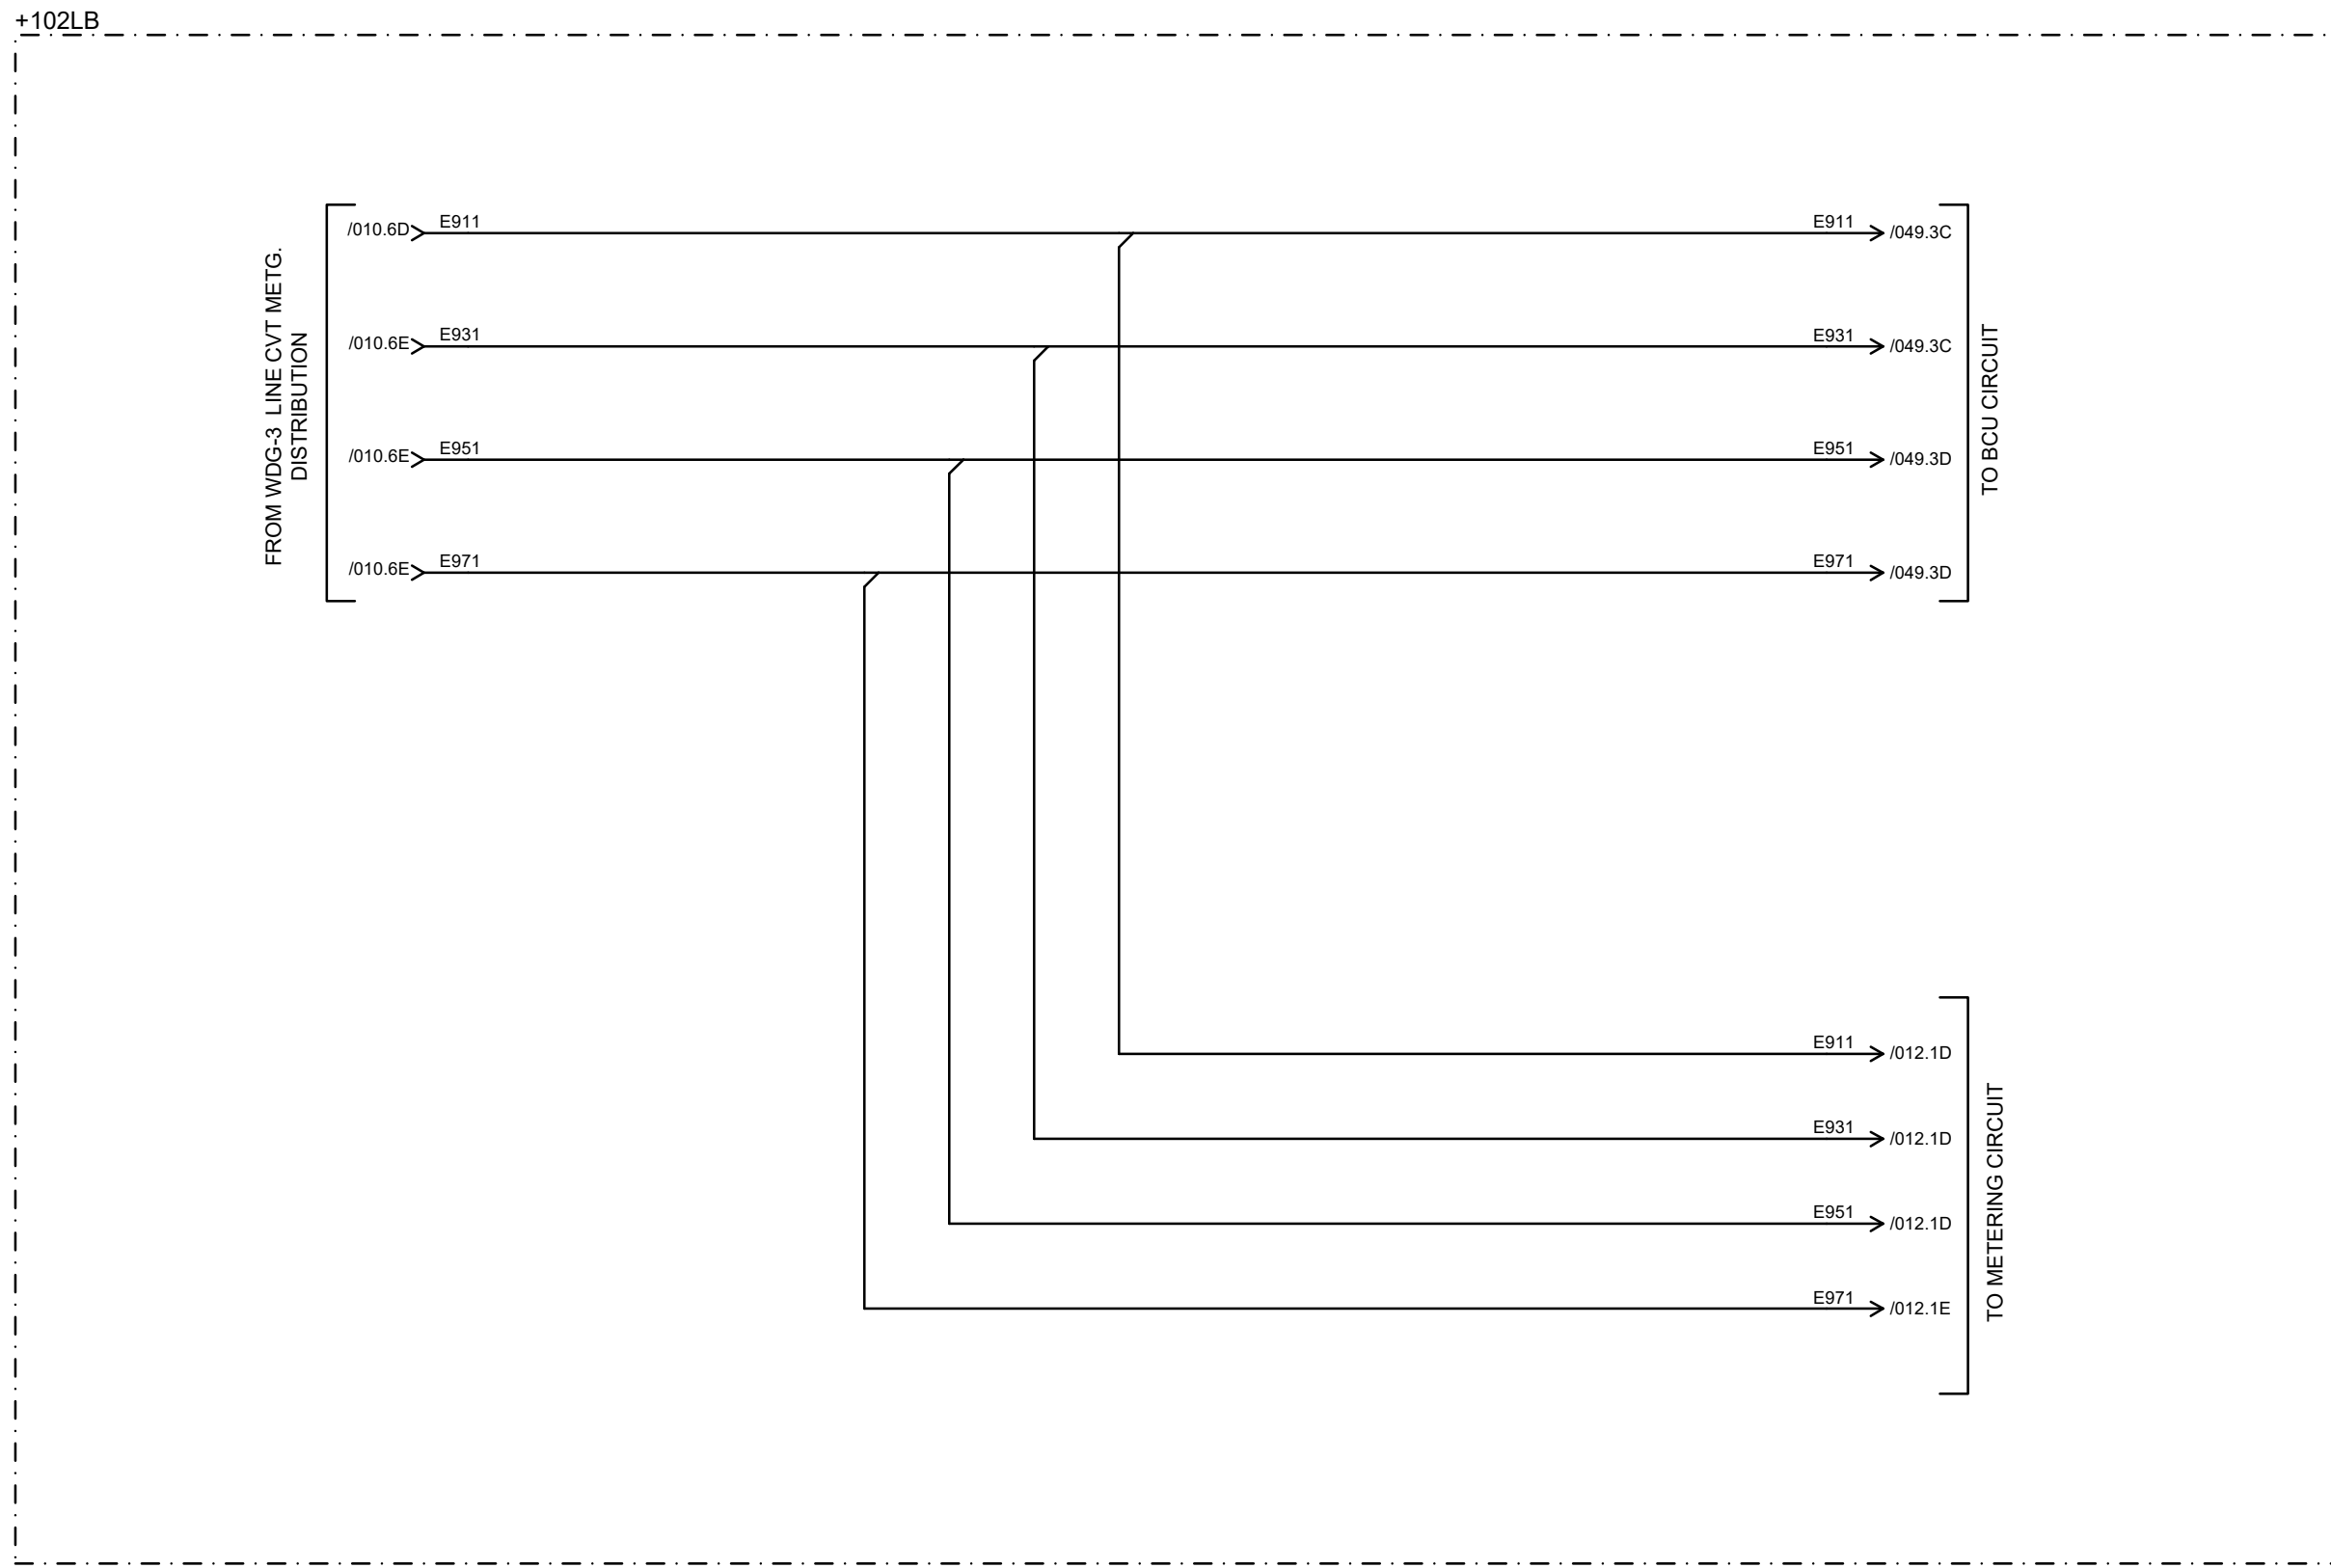 +102LB
FROM WDG-3 LINE CVT METG.
DISTRIBUTION
/010.6D E911 E911 /049.3C
/010.6E E931 E931 /049.3C
/010.6E E951 E951 /049.3D
/010.6E E971 E971 /049.3D
TO BCU CIRCUIT
E911 /012.1D
E931 /012.1D
E951 /012.1D
E971 /012.1E
TO METERING CIRCUIT